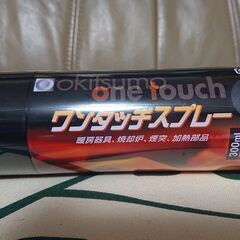 okitsumo
one touch
ワンタッチスプレー
暖房器具、焼却炉、煙突、加熱部品
300ml